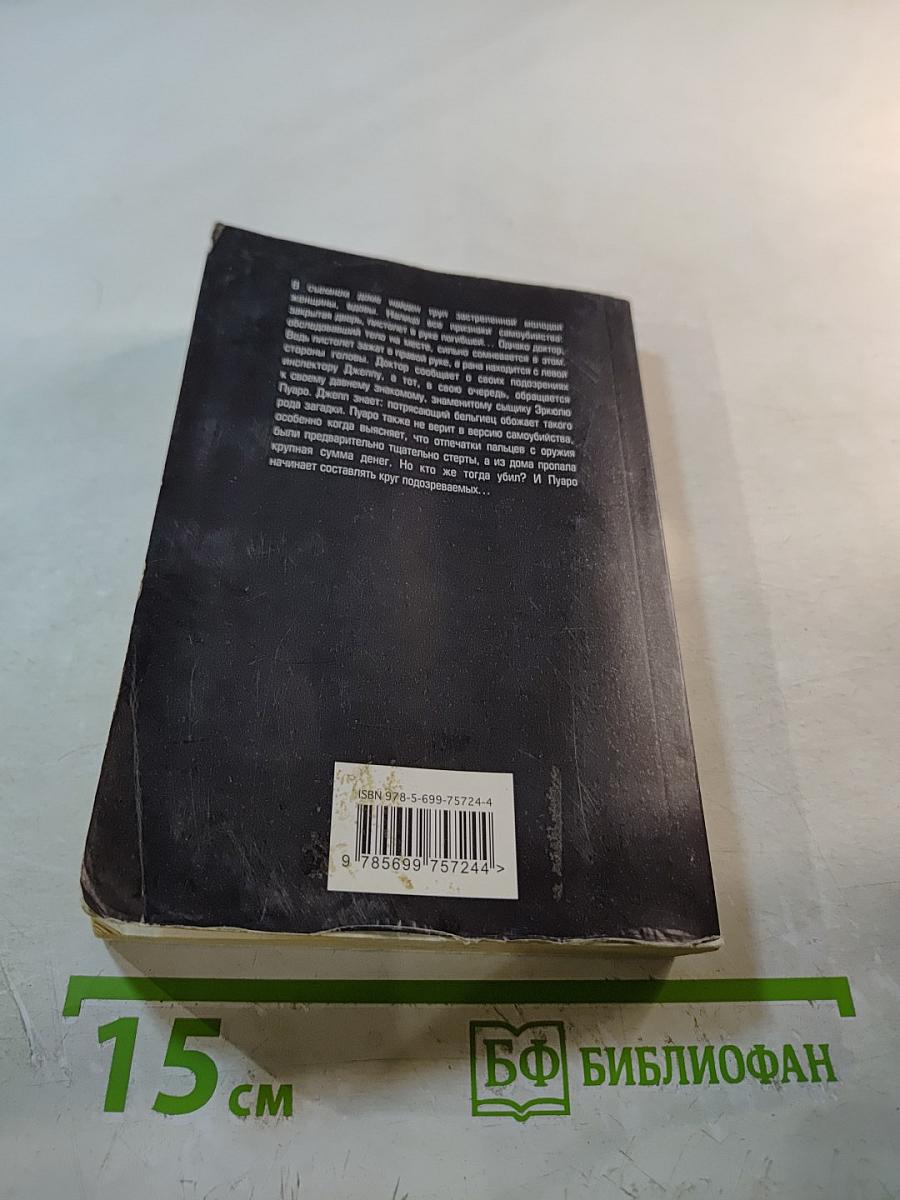 В съемном доме найден труп застреленной молодой
женщины, вдовы. Налицо все признаки самоубийства:
закрытая дверь, пистолет в руке погибшей... Однако доктор,
обследовавший тело на месте, сильно сомневается в этом.
Ведь пистолет зажат в правой руке, а рана находится с левой
стороны головы. Доктор сообщает о своих подозрениях
инспектору Джеппу, а тот, в свою очередь, обращается
к своему давнему знакомому, знаменитому сыщику Эркюлю
Пуаро. Джепп знает: потрясающий бельгиец обожает такого
рода загадки. Пуаро также не верит в версию самоубийства,
особенно когда выясняет, что отпечатки пальцев с оружия
были предварительно тщательно стерты, а из дома пропала
крупная сумма денег. Но кто же тогда убил? И Пуаро
начинает составлять круг подозреваемых...
ISBN 978-5-699-75724-4
9 785699 757244 >
15 см
БФ БИБЛИОФАН